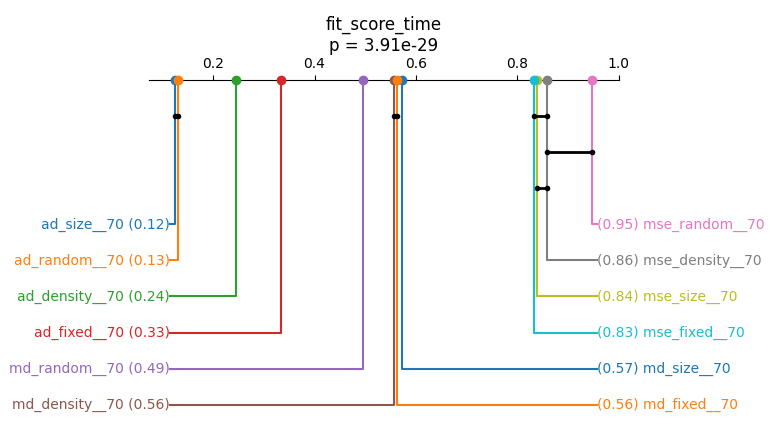 fit_score_time
p = 3.91e-29
0.2 0.4 0.6 0.8 1.0
ad_size__70 (0.12)
(0.95) mse_random__70
ad_random__70 (0.13)
(0.86) mse_density__70
ad_density__70 (0.24)
(0.84) mse_size__70
ad_fixed__70 (0.33)
(0.83) mse_fixed__70
md_random__70 (0.49)
(0.57) md_size__70
md_density__70 (0.56)
(0.56) md_fixed__70